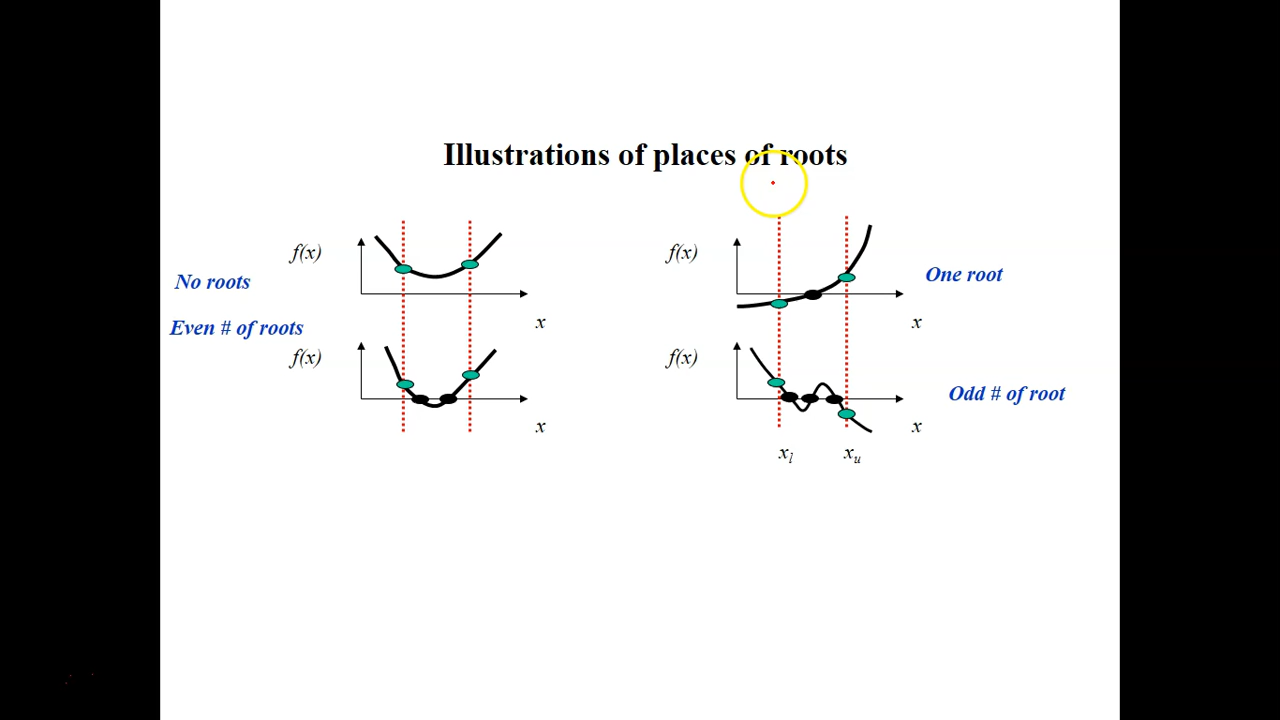 Illustrations of places of roots
f(x)
No roots
x
f(x)
One root
x
Even # of roots
f(x)
x
f(x)
Odd # of root
x
xl
xu